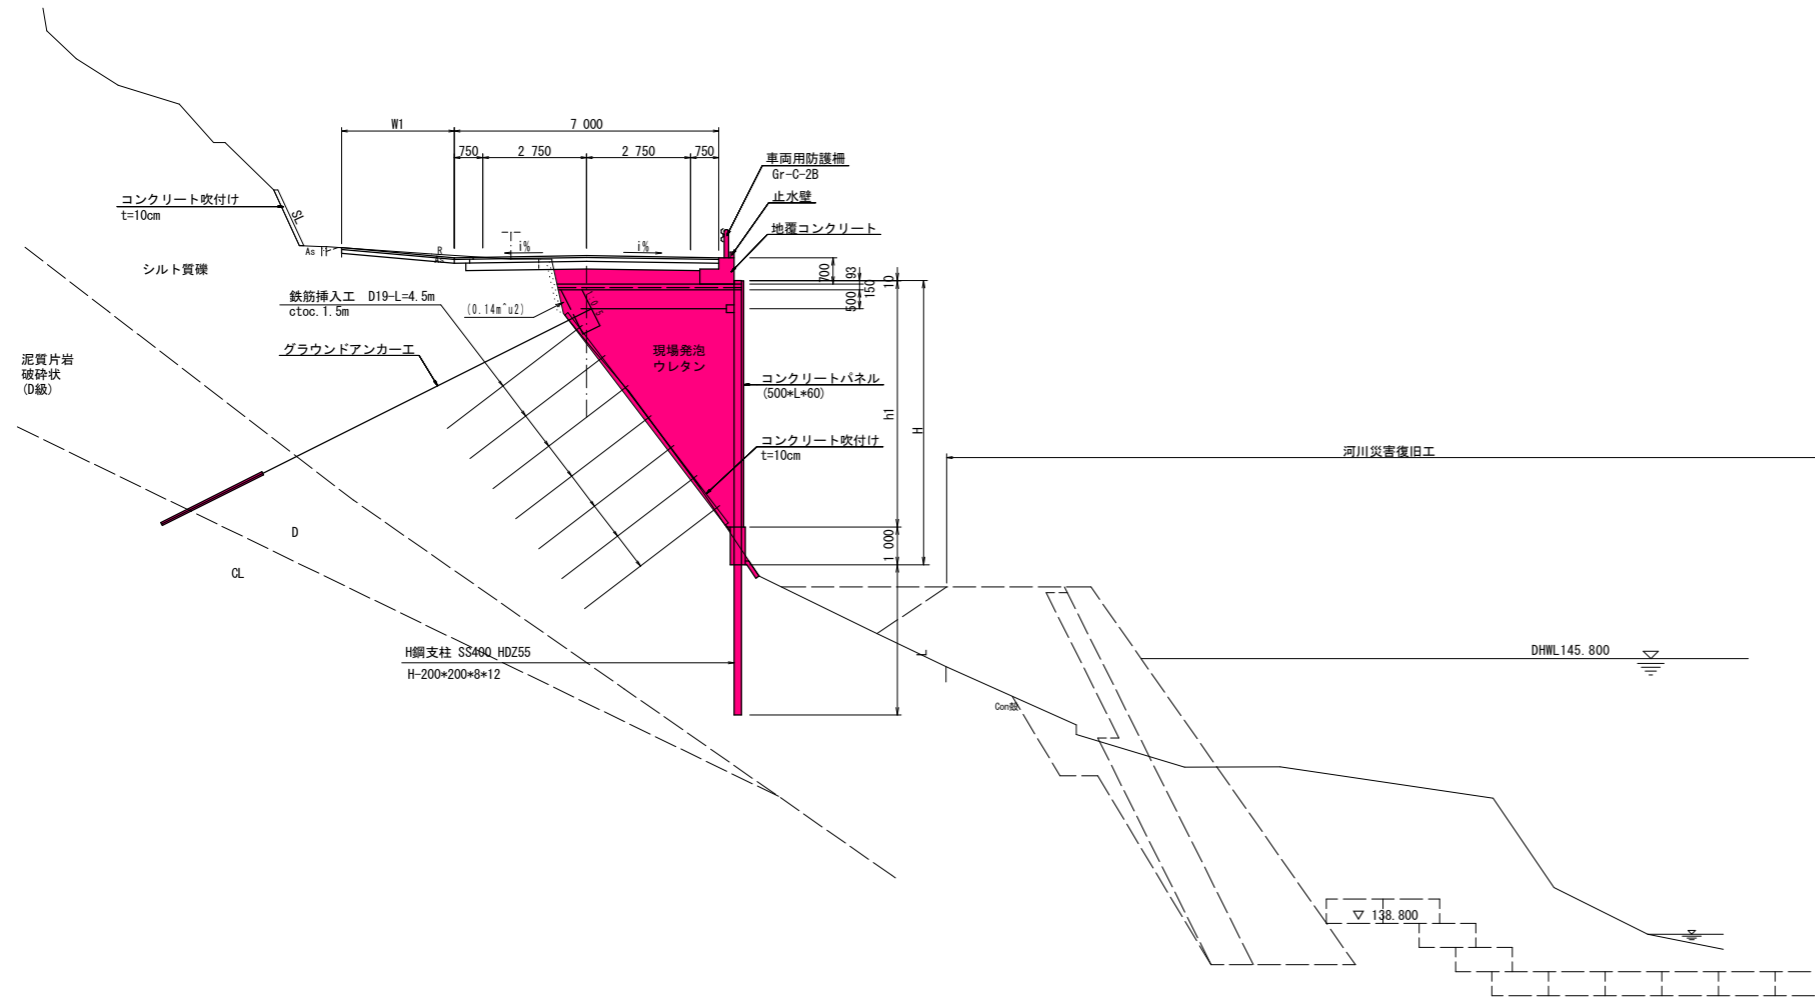 W1
7 000
750
2 750
2 750
750
車両用防護柵
Gr-C-2B
止水壁
地覆コンクリート
コンクリート吹付け
t=10cm
SL
As
R
i%
i%
シルト質礫
鉄筋挿入工 D19-L=4.5m
ctoc.1.5m
(0.14m^u2)
700
93
10
150
500
グラウンドアンカー工
泥質片岩
破砕状
(D級)
現場発泡
ウレタン
コンクリートパネル
(500*L*60)
h1
H
コンクリート吹付け
t=10cm
河川災害復旧工
1 000
D
CL
H鋼支柱 SS400 HDZ55
H-200*200*8*12
L
DHWL145.800
Con殻
138.800